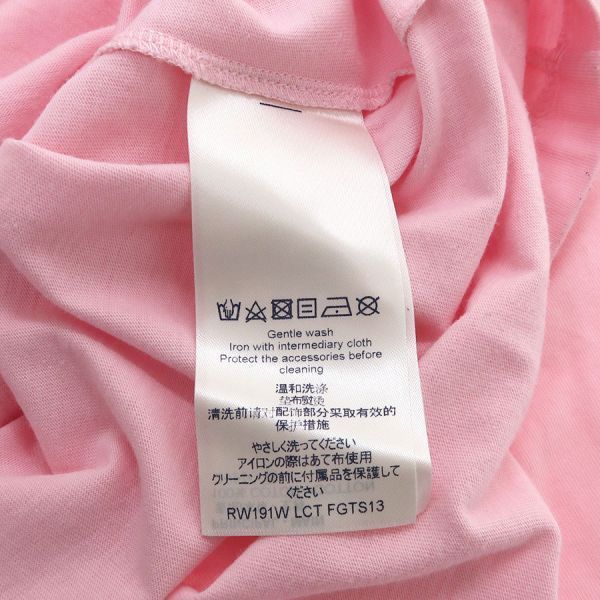 Gentle wash
Iron with intermediary cloth
Protect the accessories before
cleaning
温和洗涤
垫布熨烫
清洗前请对配饰部分采取有效的
保护措施
やさしく洗ってください
アイロンの際はあて布使用
クリーニングの前に付属品を保護して
ください
RW191W LCT FGTS13